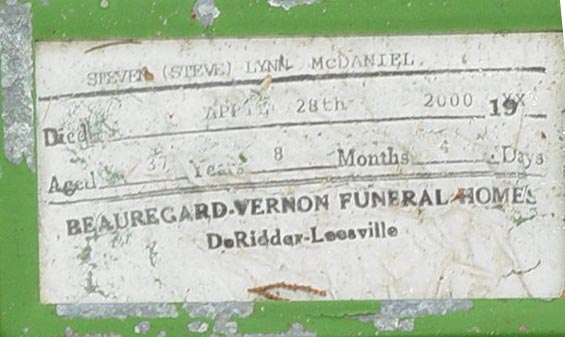 STEVEN (STEVE) LYNN McDANIEL
Died APRIL 28th 2000 19xx
Aged 37 Years 8 Months 4 Days
BEAUREGARD-VERNON FUNERAL HOMES
DeRidder-Leesville